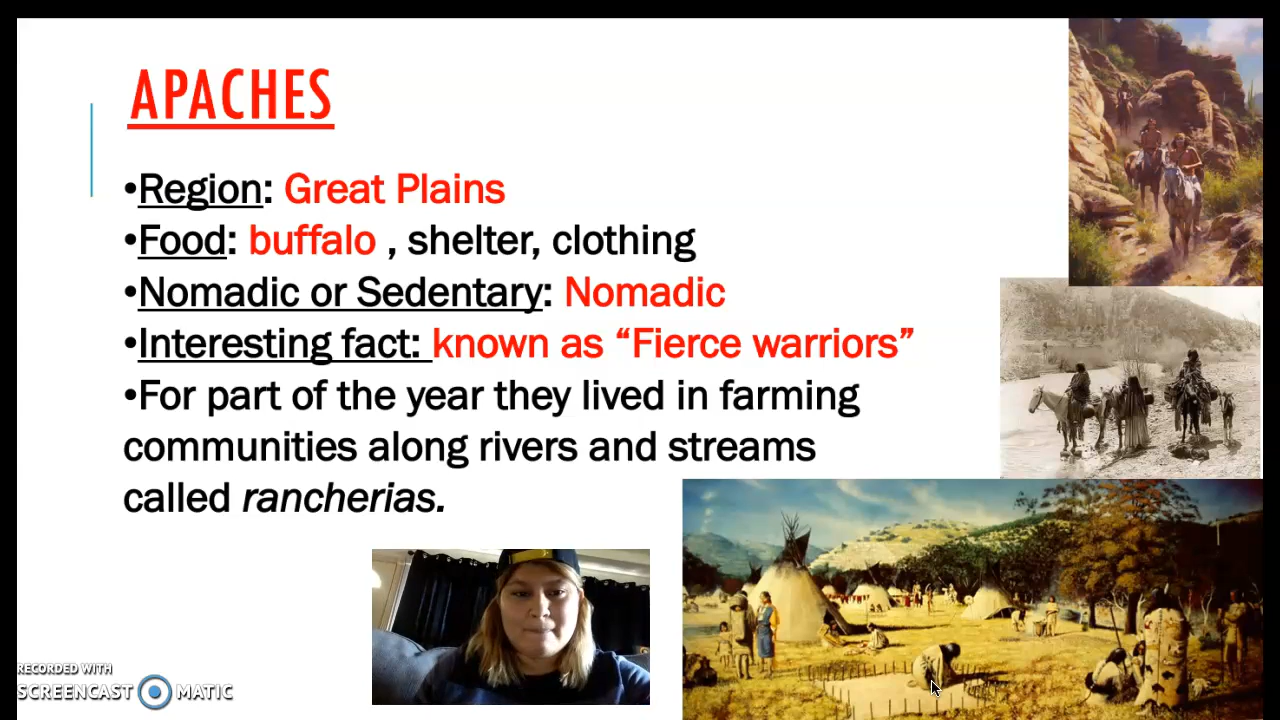 APACHES
•Region: Great Plains
•Food: buffalo , shelter, clothing
•Nomadic or Sedentary: Nomadic
•Interesting fact: known as “Fierce warriors”
•For part of the year they lived in farming
communities along rivers and streams
called rancherias.
RECORDED WITH
SCREENCAST MATIC